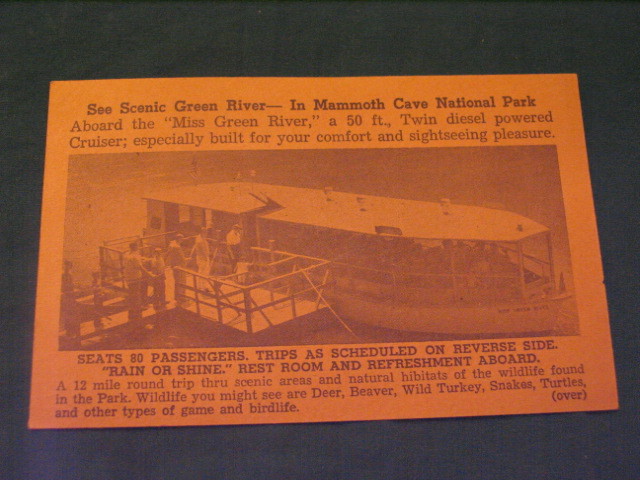 See Scenic Green River— In Mammoth Cave National Park
Aboard the "Miss Green River," a 50 ft., Twin diesel powered
Cruiser; especially built for your comfort and sightseeing pleasure.
SEATS 80 PASSENGERS. TRIPS AS SCHEDULED ON REVERSE SIDE.
"RAIN OR SHINE." REST ROOM AND REFRESHMENT ABOARD.
A 12 mile round trip thru scenic areas and natural hibitats of the wildlife found
in the Park. Wildlife you might see are Deer, Beaver, Wild Turkey, Snakes, Turtles,
and other types of game and birdlife. (over)